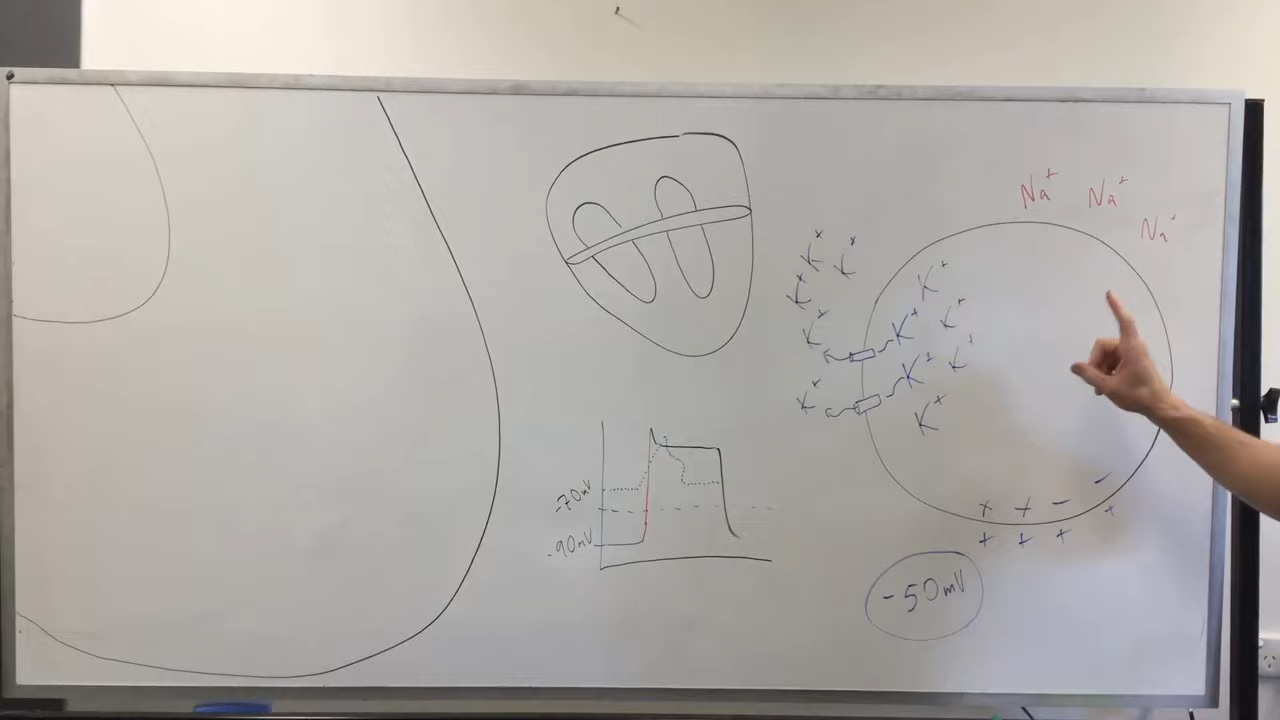 Na⁺ Na⁺ Na⁺
K⁺ K⁺
K⁺ K⁺
K⁺ K⁺ K⁺
K⁺ K⁺
K⁺ K⁺
-70mV
-90mV
+ + - -
+ + + +
-50mV